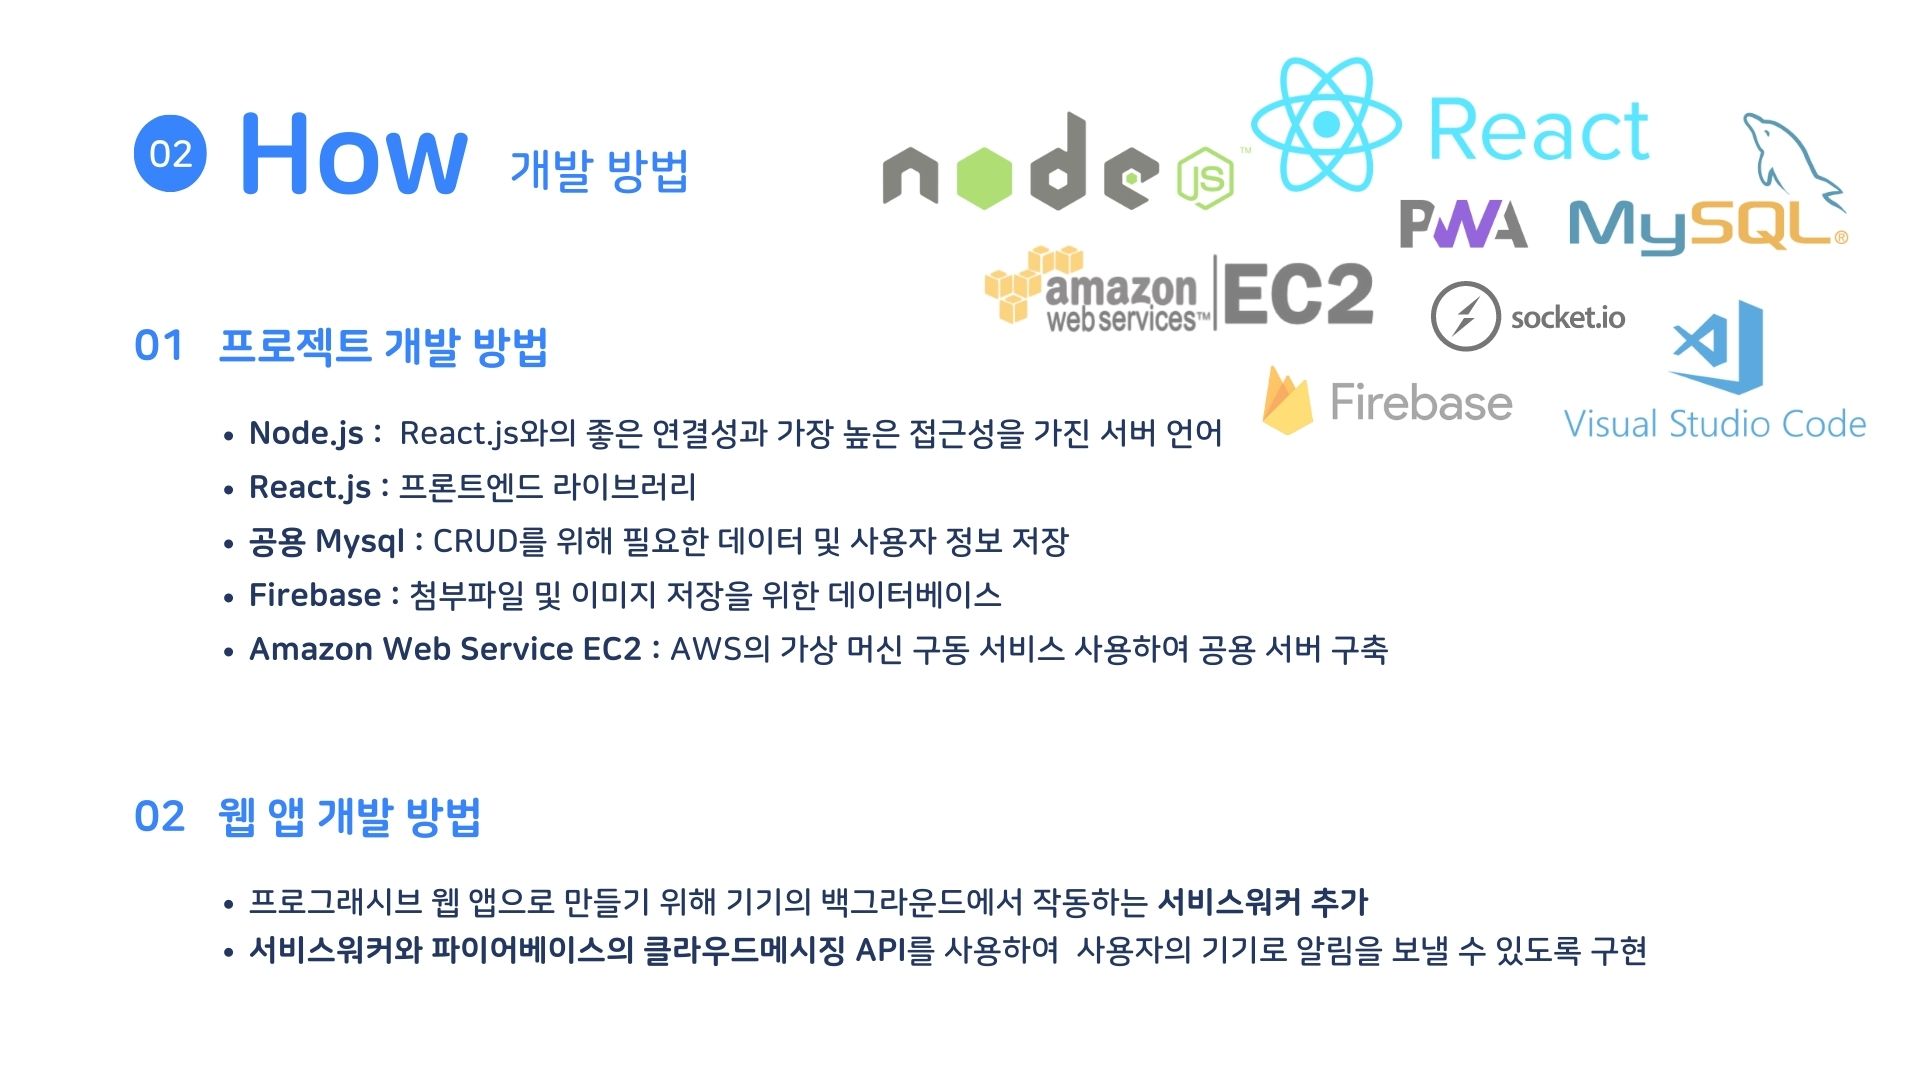 02 How 개발 방법
node JS ™
React
PWA
MySQL®
amazon
web services™ EC2
socket.io
Firebase
Visual Studio Code
01 프로젝트 개발 방법
• Node.js : React.js와의 좋은 연결성과 가장 높은 접근성을 가진 서버 언어
• React.js : 프론트엔드 라이브러리
• 공용 Mysql : CRUD를 위해 필요한 데이터 및 사용자 정보 저장
• Firebase : 첨부파일 및 이미지 저장을 위한 데이터베이스
• Amazon Web Service EC2 : AWS의 가상 머신 구동 서비스 사용하여 공용 서버 구축
02 웹 앱 개발 방법
• 프로그래시브 웹 앱으로 만들기 위해 기기의 백그라운드에서 작동하는 서비스워커 추가
• 서비스워커와 파이어베이스의 클라우드메시징 API를 사용하여 사용자의 기기로 알림을 보낼 수 있도록 구현